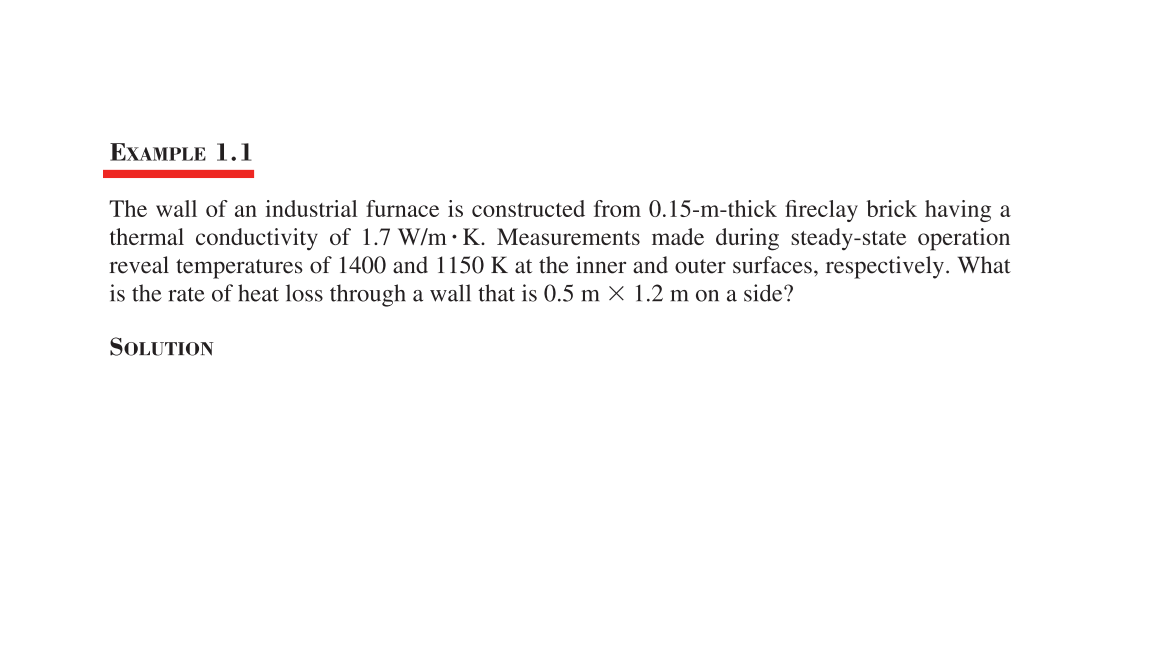 EXAMPLE 1.1
The wall of an industrial furnace is constructed from 0.15-m-thick fireclay brick having a
thermal conductivity of 1.7 W/m · K. Measurements made during steady-state operation
reveal temperatures of 1400 and 1150 K at the inner and outer surfaces, respectively. What
is the rate of heat loss through a wall that is 0.5 m × 1.2 m on a side?
SOLUTION